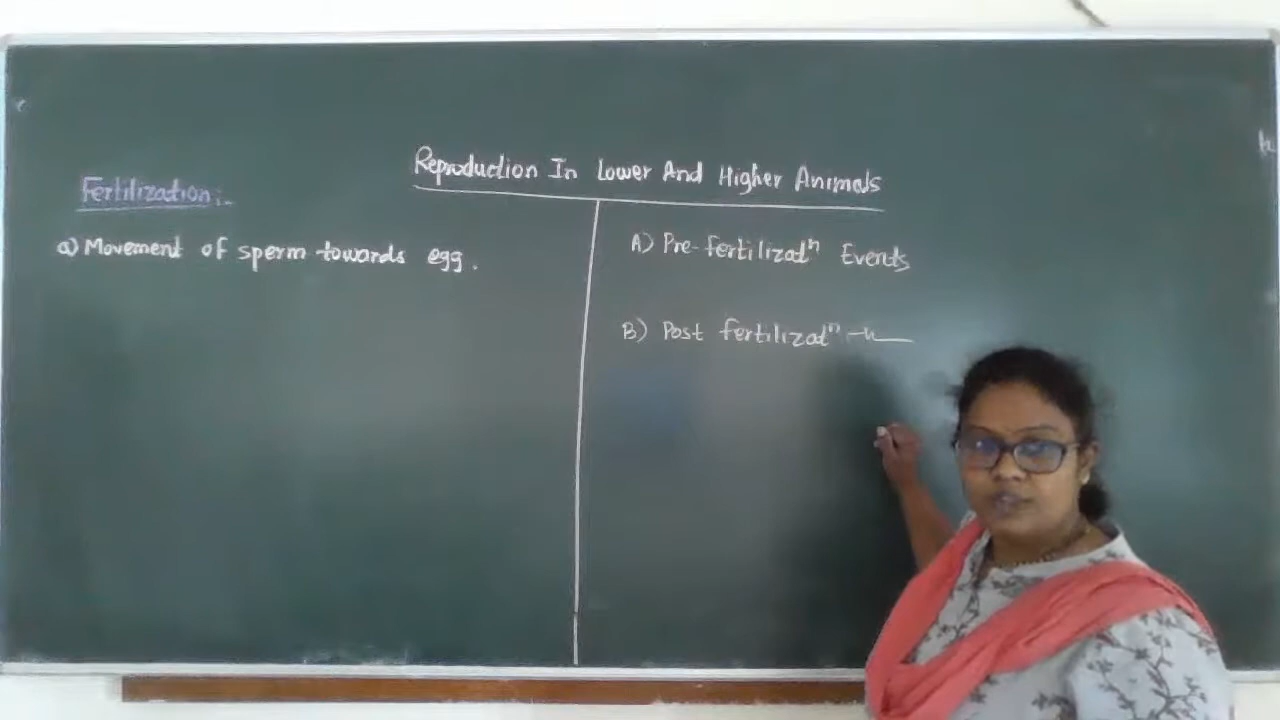 Reproduction In Lower And Higher Animals
Fertilization:-
a) Movement of sperm towards egg.
A) Pre-fertilizatⁿ Events
B) Post fertilizatⁿ —〃—